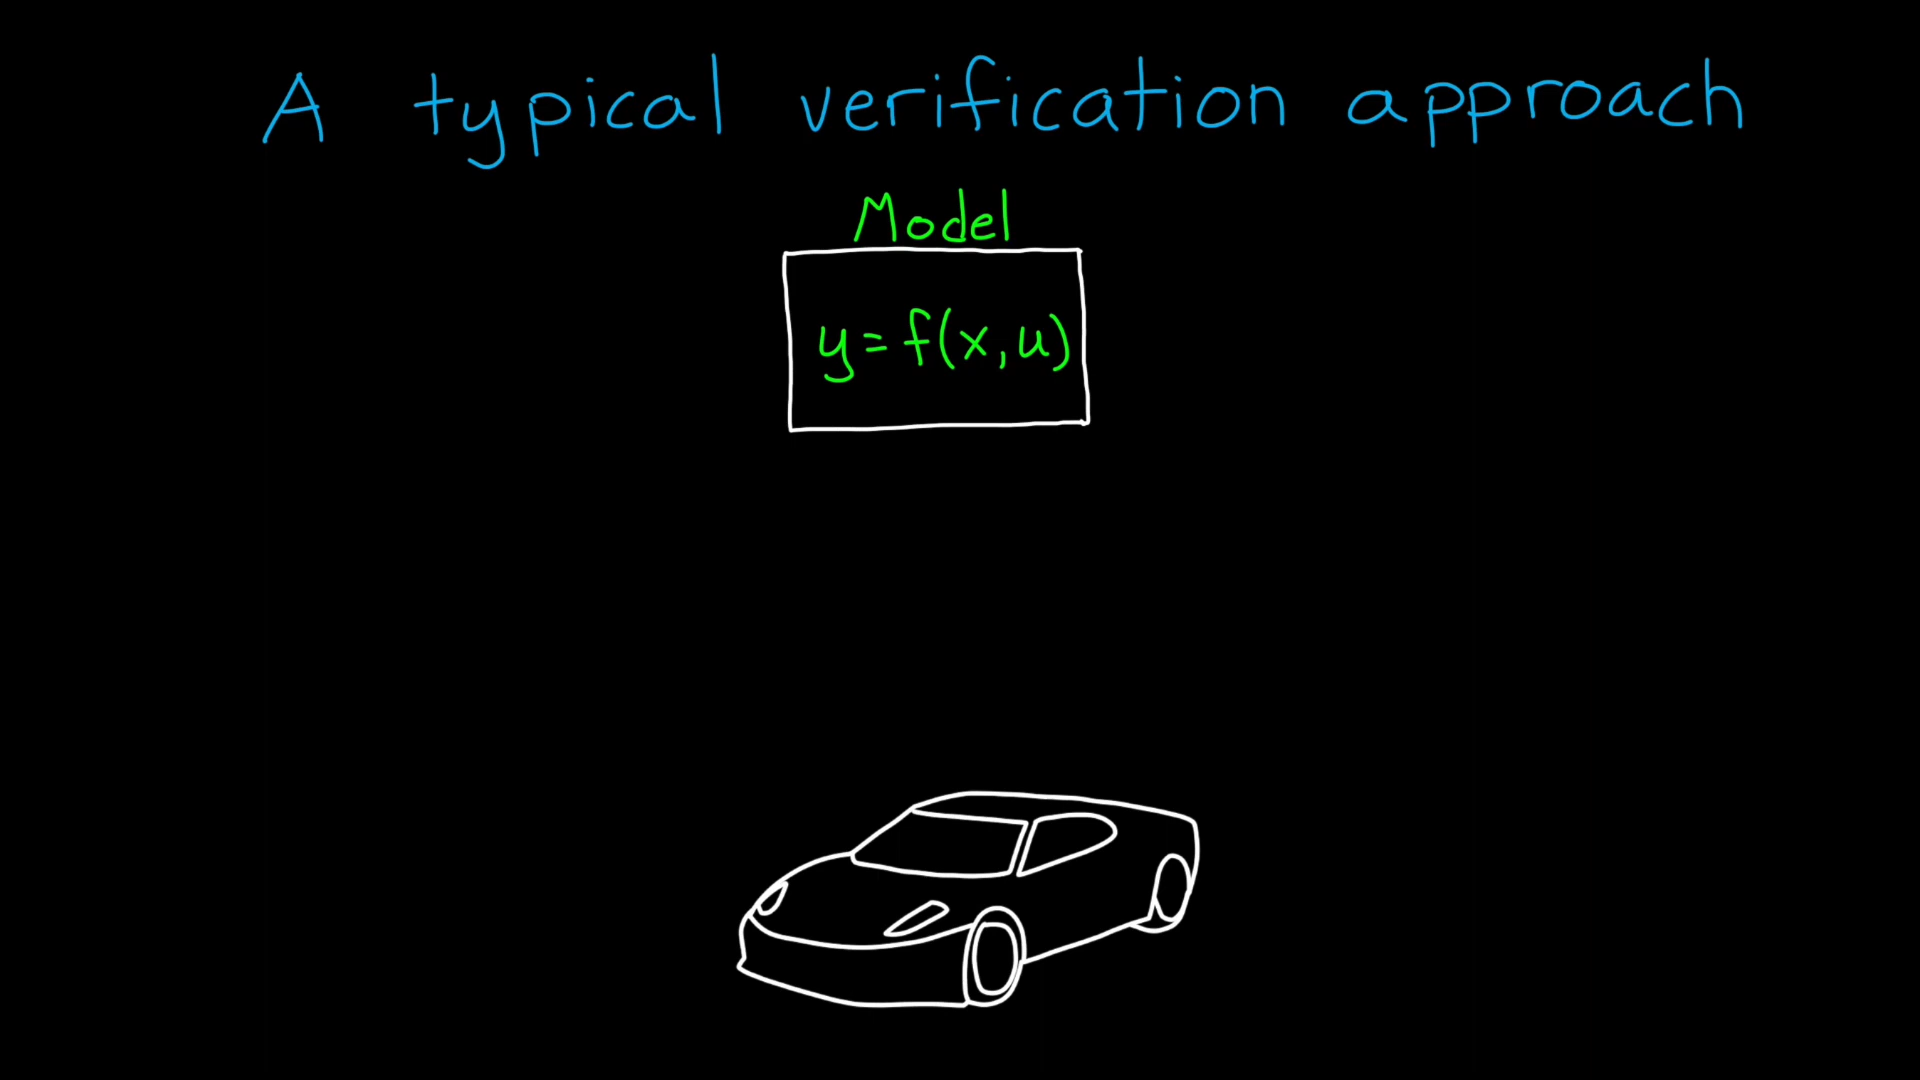 A typical verification approach
Model
y=f(x,u)